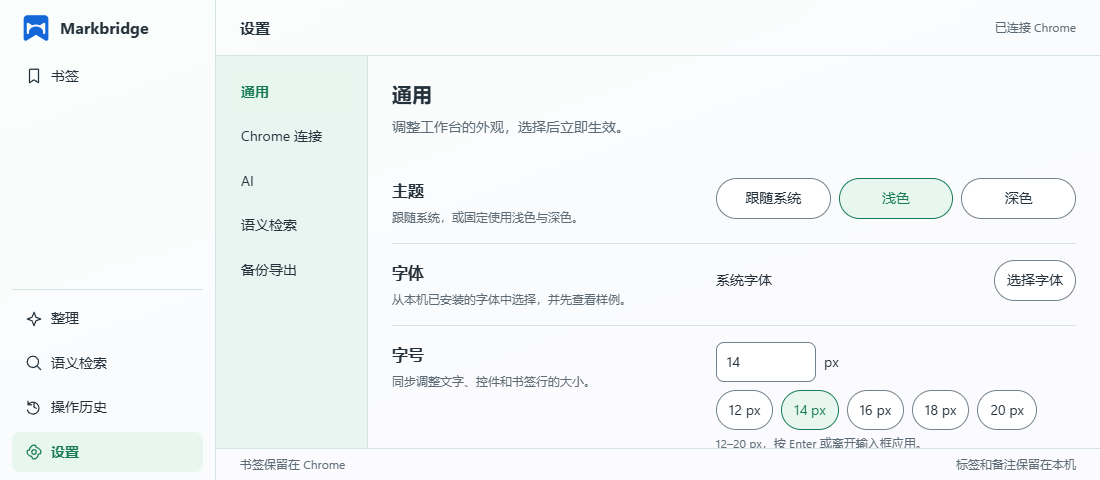 Markbridge
书签
整理
语义检索
操作历史
设置
设置
已连接 Chrome
通用
Chrome 连接
AI
语义检索
备份导出
通用
调整工作台的外观，选择后立即生效。
主题
跟随系统，或固定使用浅色与深色。
跟随系统
浅色
深色
字体
从本机已安装的字体中选择，并先查看样例。
系统字体
选择字体
字号
同步调整文字、控件和书签行的大小。
14
px
12 px
14 px
16 px
18 px
20 px
12–20 px，按 Enter 或离开输入框应用。
书签保留在 Chrome
标签和备注保留在本机